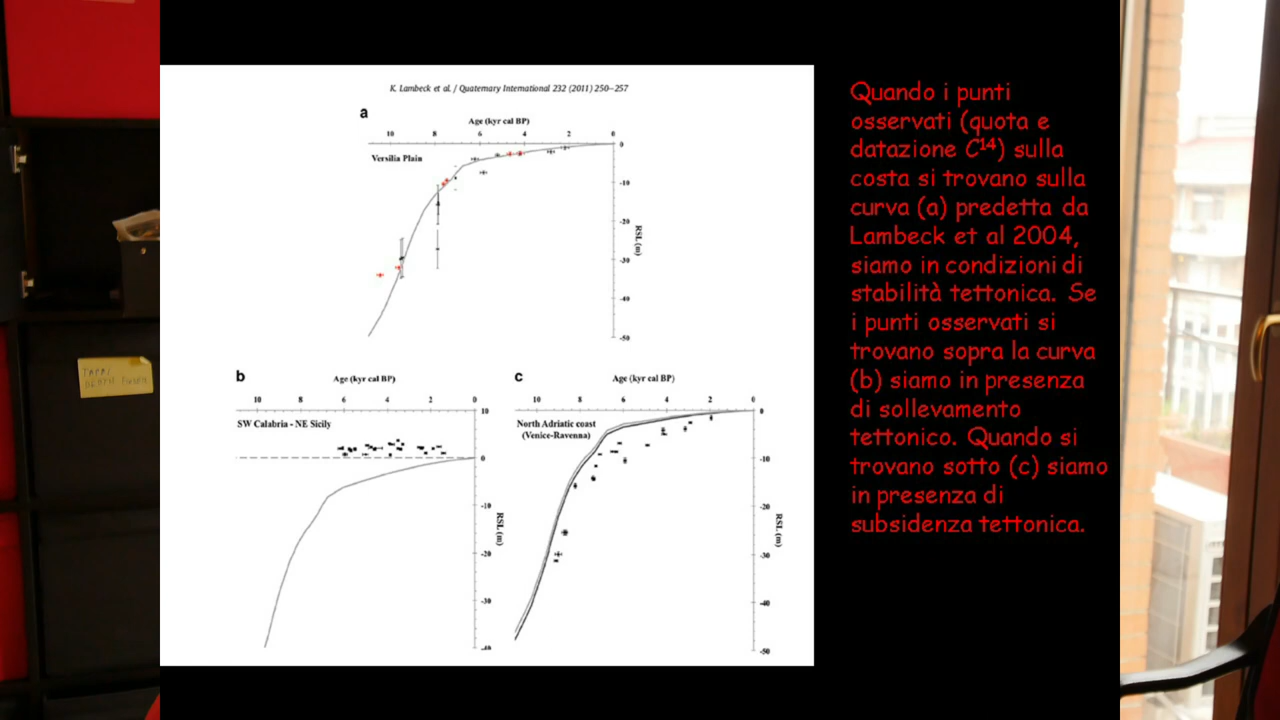 K. Lambeck et al. / Quaternary International 232 (2011) 250–257
a
Age (kyr cal BP)
10 8 6 4 2 0
Versilia Plain
0
-10
-20
-30
-40
-50
RSL (m)
b
Age (kyr cal BP)
10 8 6 4 2 0
SW Calabria - NE Sicily
10
0
-10
-20
-30
-40
RSL (m)
c
Age (kyr cal BP)
10 8 6 4 2
North Adriatic coast
(Venice-Ravenna)
0
-10
-20
-30
-40
-50
RSL (m)
Quando i punti
osservati (quota e
datazione C¹⁴) sulla
costa si trovano sulla
curva (a) predetta da
Lambeck et al 2004,
siamo in condizioni di
stabilità tettonica. Se
i punti osservati si
trovano sopra la curva
(b) siamo in presenza
di sollevamento
tettonico. Quando si
trovano sotto (c) siamo
in presenza di
subsidenza tettonica.